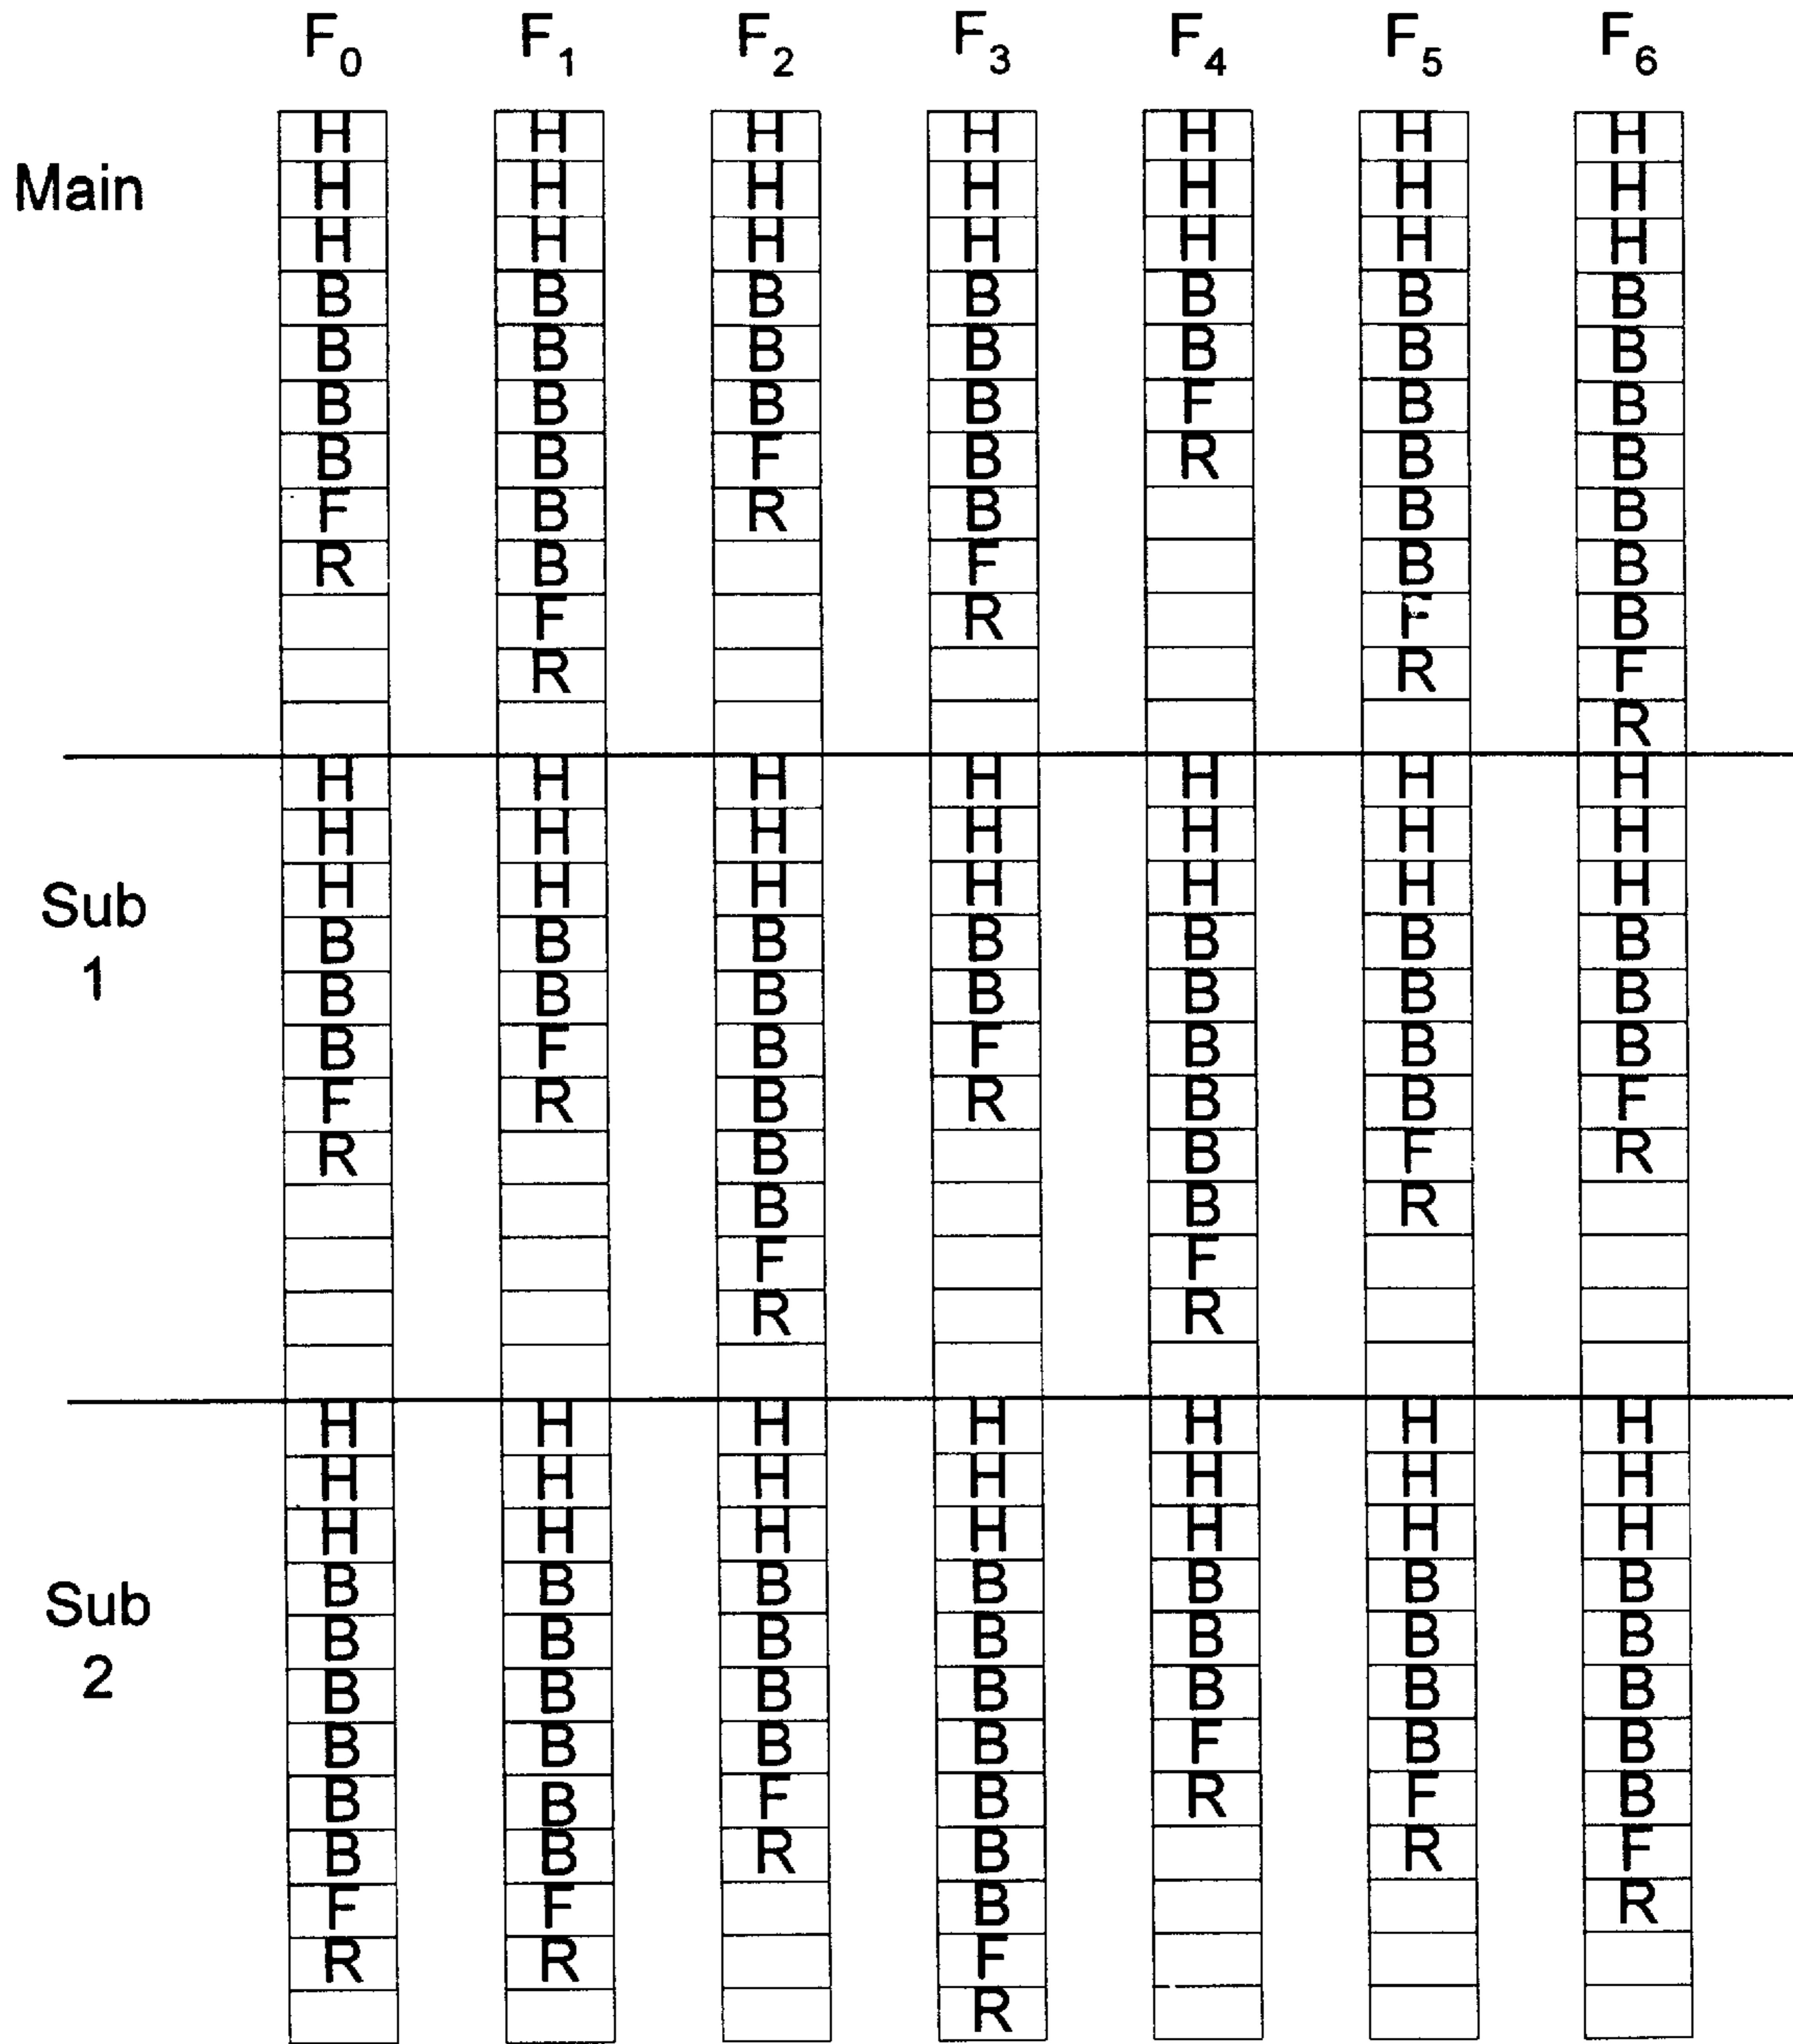 F0 F1 F2 F3 F4 F5 F6
H H H H H H H
Main H H H H H H H
H H H H H H H
B B B B B B B
B B B B B B B
B B B B F B B
B B F B R B B
F B R B B B
R B F B B
F R F B
R R F
R
H H H H H H H
H H H H H H H
Sub H H H H H H H
B B B B B B B
1 B B B B B B B
B F B F B B B
F R B R B B F
R B B F R
B B R
F F
R R
H H H H H H H
H H H H H H H
H H H H H H H
Sub B B B B B B B
B B B B B B B
2 B B B B B B B
B B B B F B B
B B F B R F B
B B R B R F
F F B R
R R F
R